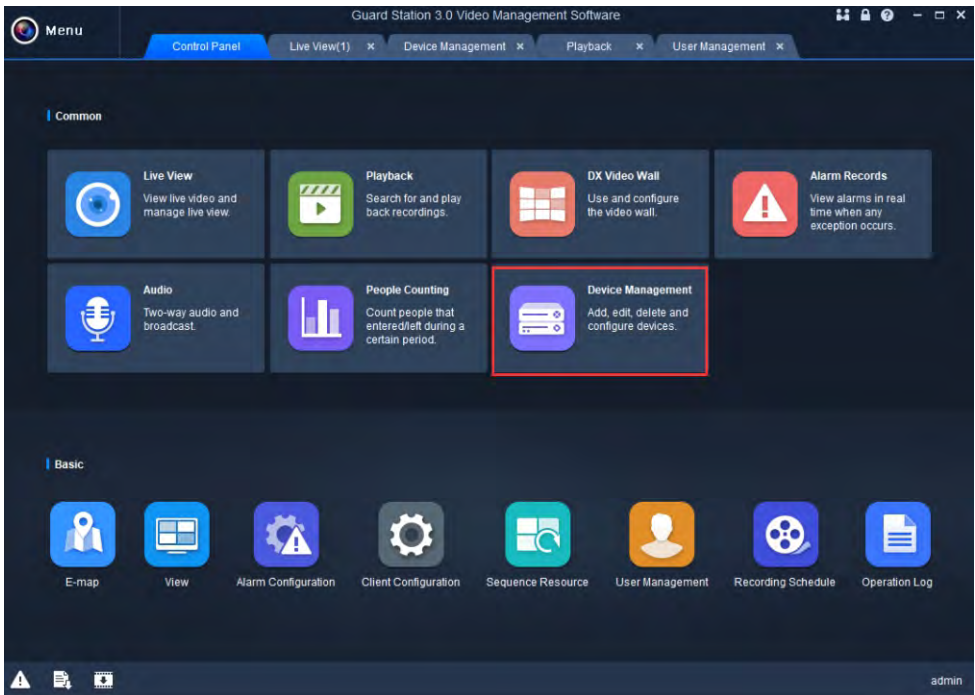 Guard Station 3.0 Video Management Software
Menu
Control Panel
Live View(1)
Device Management
Playback
User Management
Common
Live View
View live video and
manage live view.
Playback
Search for and play
back recordings.
DX Video Wall
Use and configure
the video wall.
Alarm Records
View alarms in real
time when any
exception occurs.
Audio
Two-way audio and
broadcast.
People Counting
Count people that
entered/left during a
certain period.
Device Management
Add, edit, delete and
configure devices.
Basic
E-map
View
Alarm Configuration
Client Configuration
Sequence Resource
User Management
Recording Schedule
Operation Log
admin